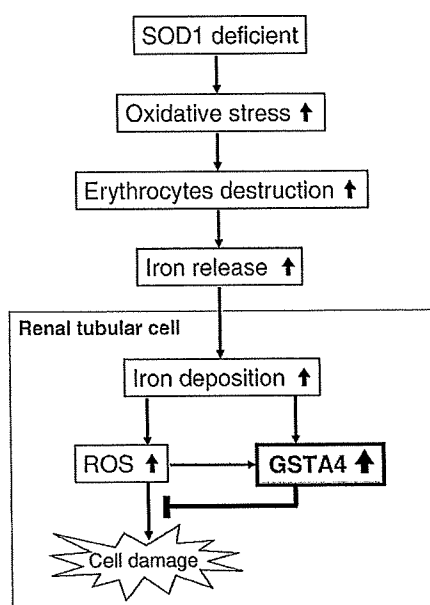 SOD1 deficient
Oxidative stress ↑
Erythrocytes destruction ↑
Iron release ↑
Renal tubular cell
Iron deposition ↑
ROS ↑
GSTA4 ↑
Cell damage